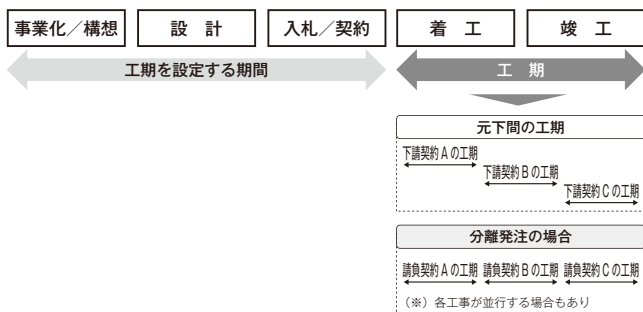 事業化／構想 設　計 入札／契約 着　工 竣　工
工期を設定する期間 工　期
元下間の工期
下請契約Aの工期
下請契約Bの工期
下請契約Cの工期
分離発注の場合
請負契約Aの工期 請負契約Bの工期 請負契約Cの工期
（※）各工事が並行する場合もあり